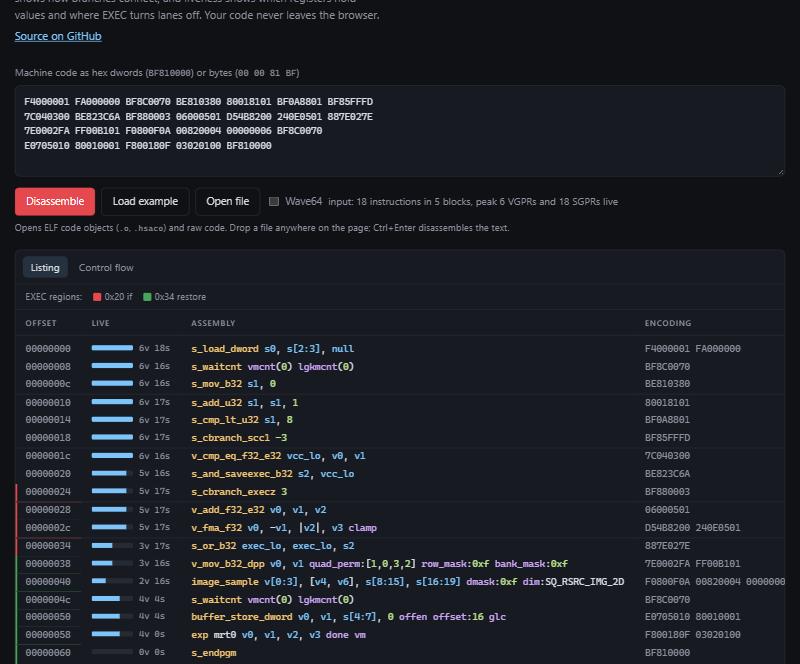 values and where EXEC turns lanes off. Your code never leaves the browser.
Source on GitHub
Machine code as hex dwords (BF810000) or bytes (00 00 81 BF)
F4000001 FA000000 BF8C0070 BE810380 80018101 BF0A8801 BF85FFFD
7C040300 BE823C6A BF880003 06000501 D54B8200 240E0501 887E027E
7E0002FA FF00B101 F0800F0A 00820004 00000006 BF8C0070
E0705010 80010001 F800180F 03020100 BF810000
Disassemble Load example Open file Wave64 input: 18 instructions in 5 blocks, peak 6 VGPRs and 18 SGPRs live
Opens ELF code objects (.o, .hsaco) and raw code. Drop a file anywhere on the page; Ctrl+Enter disassembles the text.
Listing Control flow
EXEC regions: 0x20 if 0x34 restore
OFFSET LIVE ASSEMBLY ENCODING
00000000 6v 18s s_load_dword s0, s[2:3], null F4000001 FA000000
00000008 6v 16s s_waitcnt vmcnt(0) lgkmcnt(0) BF8C0070
0000000c 6v 16s s_mov_b32 s1, 0 BE810380
00000010 6v 17s s_add_u32 s1, s1, 1 80018101
00000014 6v 17s s_cmp_lt_u32 s1, 8 BF0A8801
00000018 6v 17s s_cbranch_scc1 −3 BF85FFFD
0000001c 6v 16s v_cmp_eq_f32_e32 vcc_lo, v0, v1 7C040300
00000020 5v 16s s_and_saveexec_b32 s2, vcc_lo BE823C6A
00000024 5v 17s s_cbranch_execz 3 BF880003
00000028 5v 17s v_add_f32_e32 v0, v1, v2 06000501
0000002c 5v 17s v_fma_f32 v0, −v1, |v2|, v3 clamp D54B8200 240E0501
00000034 3v 17s s_or_b32 exec_lo, exec_lo, s2 887E027E
00000038 3v 16s v_mov_b32_dpp v0, v1 quad_perm:[1,0,3,2] row_mask:0xf bank_mask:0xf 7E0002FA FF00B101
00000040 2v 16s image_sample v[0:3], [v4, v6], s[8:15], s[16:19] dmask:0xf dim:SQ_RSRC_IMG_2D F0800F0A 00820004 0000000
0000004c 4v 4s s_waitcnt vmcnt(0) lgkmcnt(0) BF8C0070
00000050 4v 4s buffer_store_dword v0, v1, s[4:7], 0 offen offset:16 glc E0705010 80010001
00000058 4v 0s exp mrt0 v0, v1, v2, v3 done vm F800180F 03020100
00000060 0v 0s s_endpgm BF810000